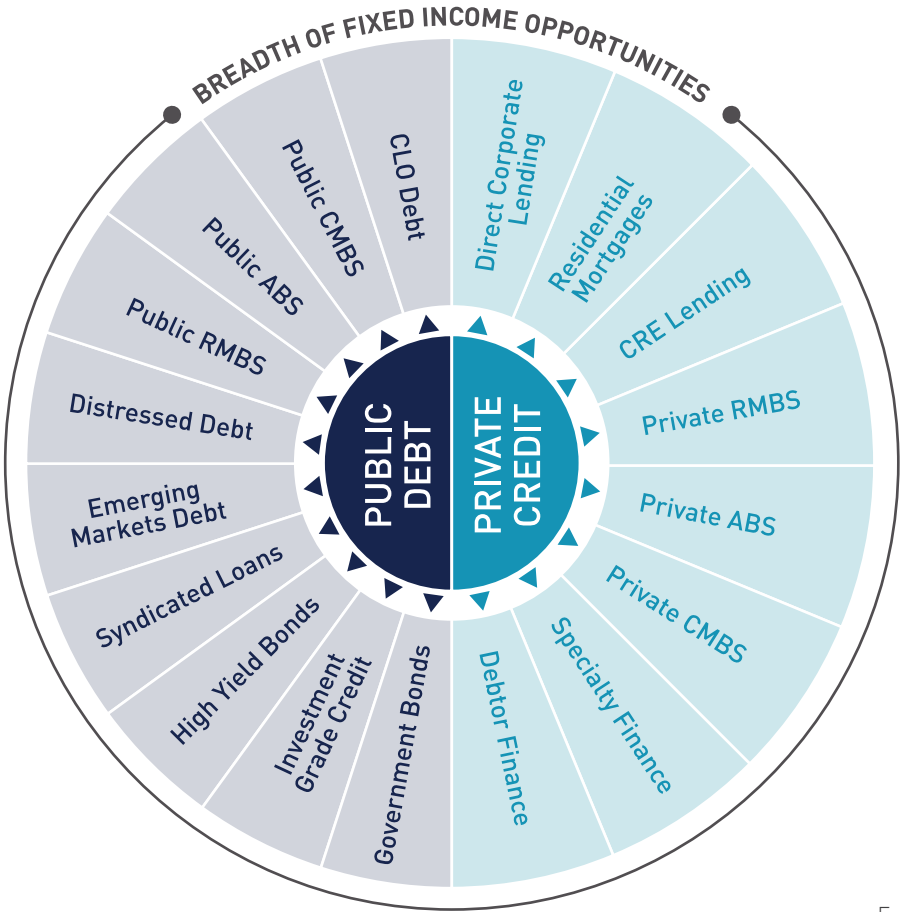 BREADTH OF FIXED INCOME OPPORTUNITIES
CLO Debt
Public CMBS
Public ABS
Public RMBS
Distressed Debt
Emerging
Markets Debt
Syndicated Loans
High Yield Bonds
Investment
Grade Credit
Government Bonds
PUBLIC
DEBT
PRIVATE
CREDIT
Direct Corporate
Lending
Residential
Mortgages
CRE Lending
Private RMBS
Private ABS
Private CMBS
Specialty Finance
Debtor Finance